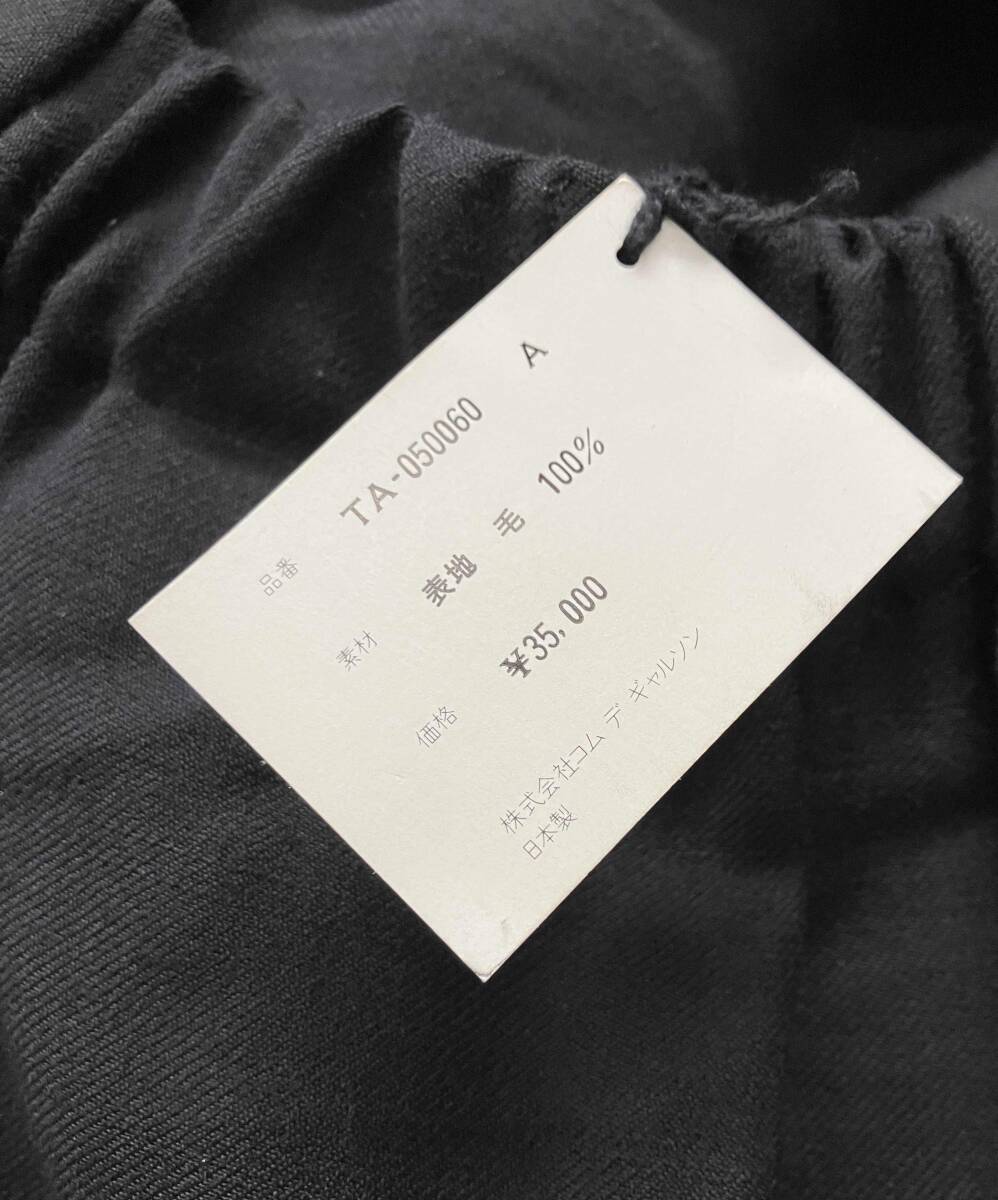 品番 TA-050060 A
素材 表地 毛 100%
価格 ¥35,000
株式会社コム デ ギャルソン
日本製